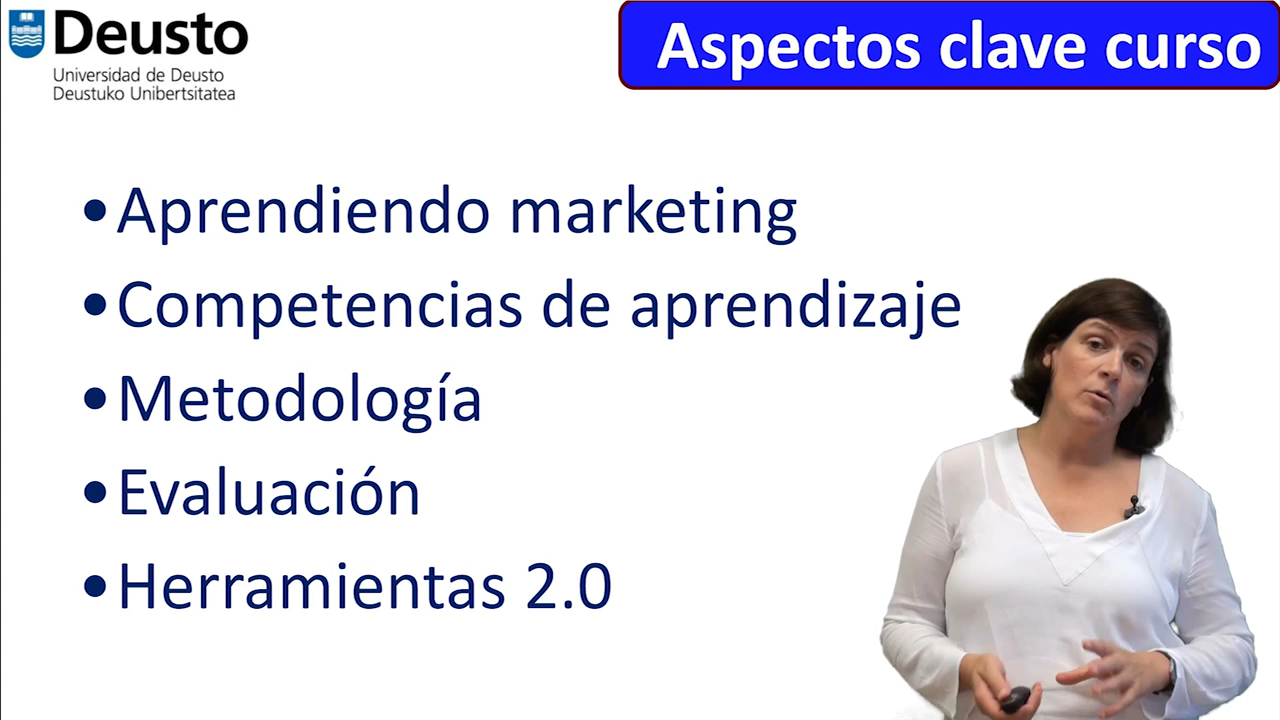 Deusto
Universidad de Deusto
Deustuko Unibertsitatea
Aspectos clave curso
•Aprendiendo marketing
•Competencias de aprendizaje
•Metodología
•Evaluación
•Herramientas 2.0